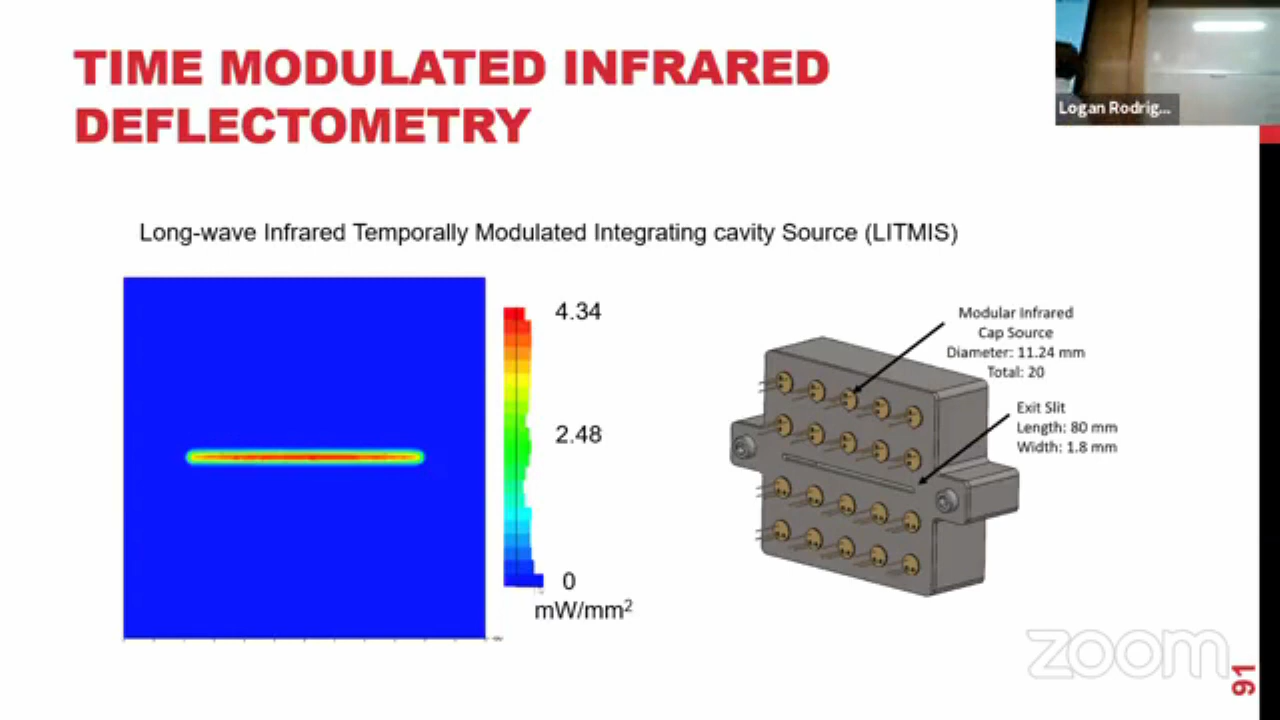 TIME MODULATED INFRARED
DEFLECTOMETRY
Logan Rodrig...
Long-wave Infrared Temporally Modulated Integrating cavity Source (LITMIS)
4.34
2.48
0
mW/mm²
Modular Infrared
Cap Source
Diameter: 11.24 mm
Total: 20
Exit Slit
Length: 80 mm
Width: 1.8 mm
zoom
91